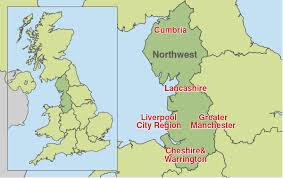 Cumbria
Northwest
Lancashire
Liverpool
City Region
Greater
Manchester
Cheshire&
Warrington